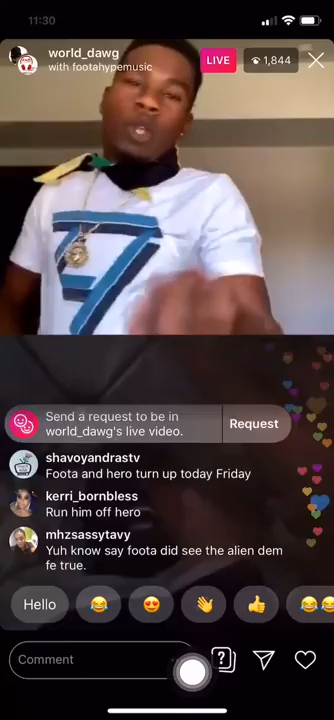 11:30
world_dawg
with footahypemusic
LIVE
1,844
Send a request to be in
world_dawg's live video.
Request
shavoyandrastv
Foota and hero turn up today Friday
kerri_bornbless
Run him off hero
mhzsassytavy
Yuh know say foota did see the alien dem
fe true.
Hello
Comment
?